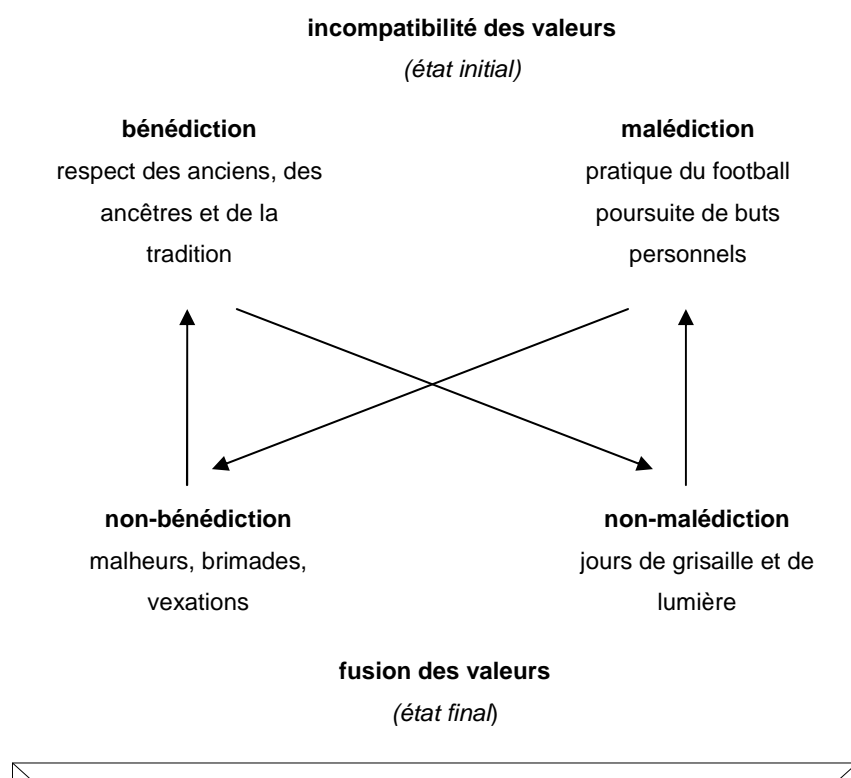 incompatibilité des valeurs
(état initial)
bénédiction
respect des anciens, des
ancêtres et de la
tradition
malédiction
pratique du football
poursuite de buts
personnels
non-bénédiction
malheurs, brimades,
vexations
non-malédiction
jours de grisaille et de
lumière
fusion des valeurs
(état final)